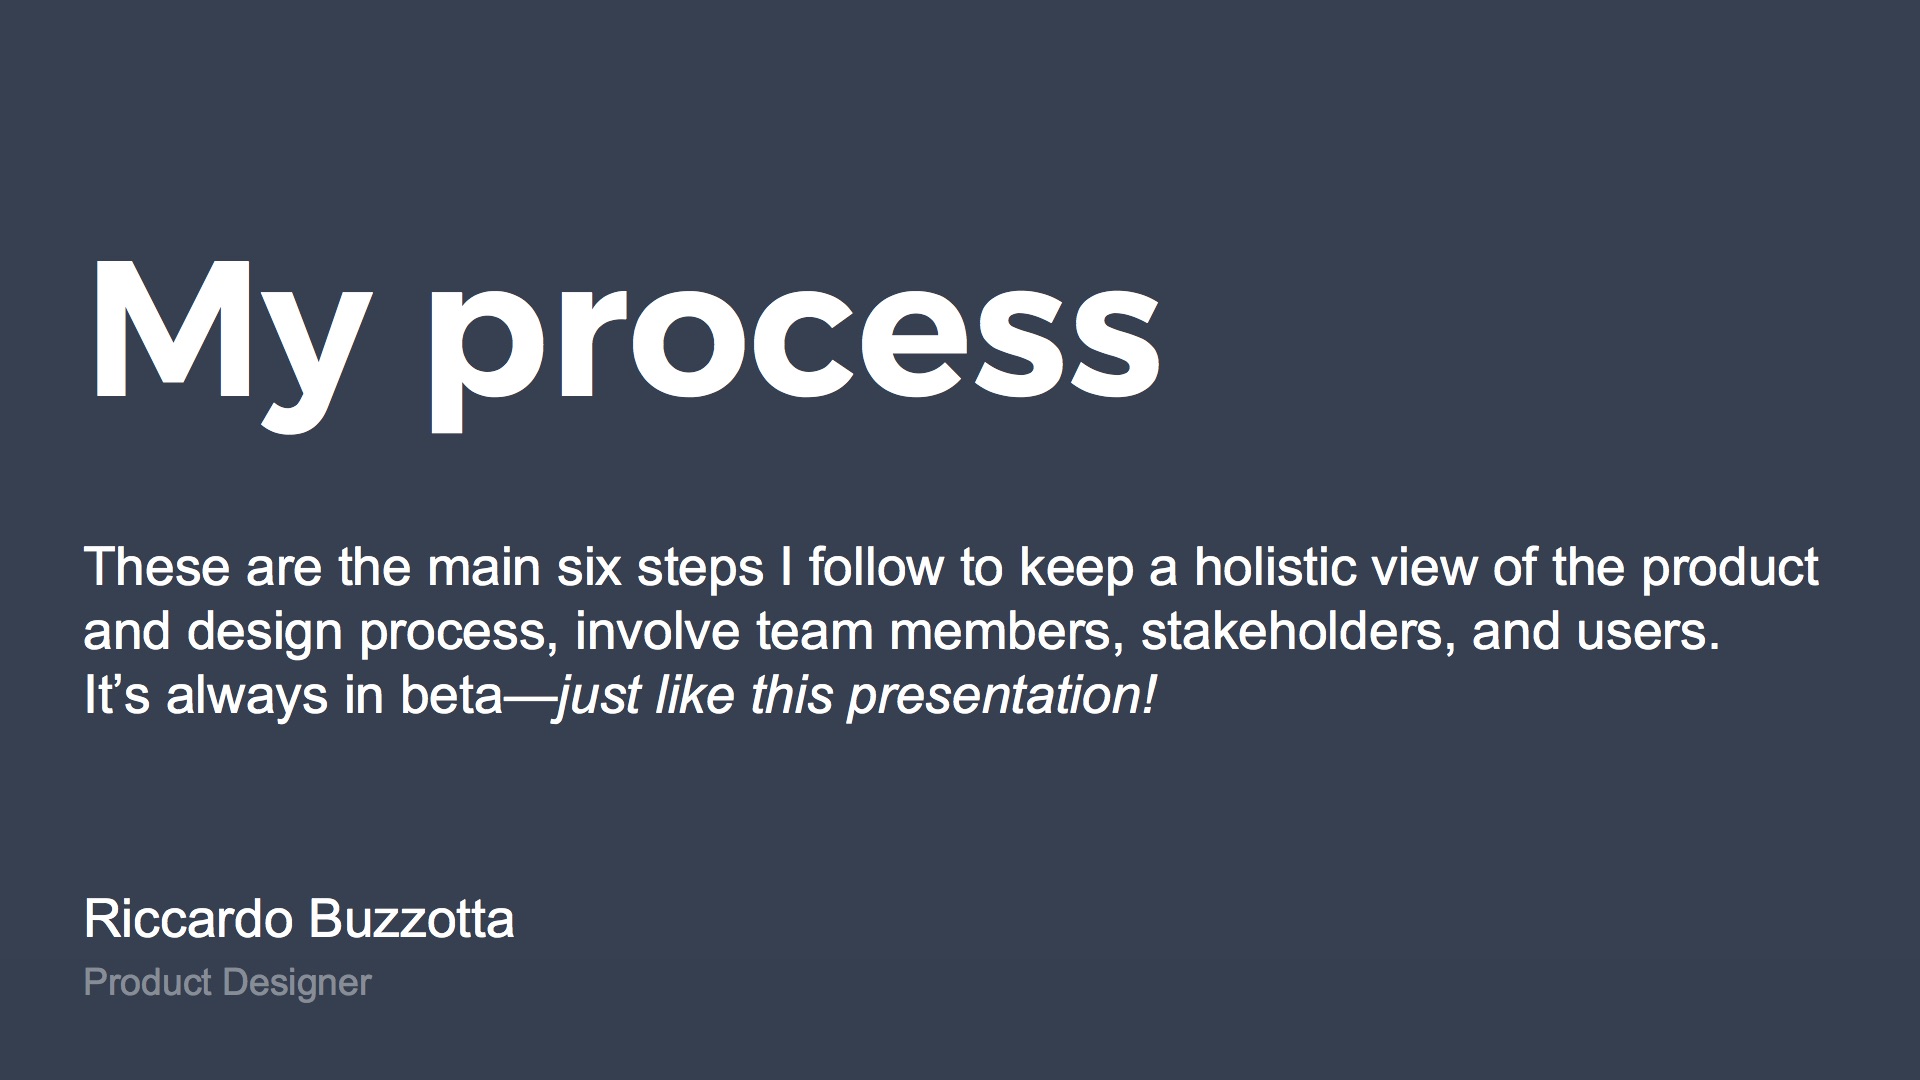 My process
These are the main six steps I follow to keep a holistic view of the product
and design process, involve team members, stakeholders, and users.
It’s always in beta—just like this presentation!
Riccardo Buzzotta
Product Designer